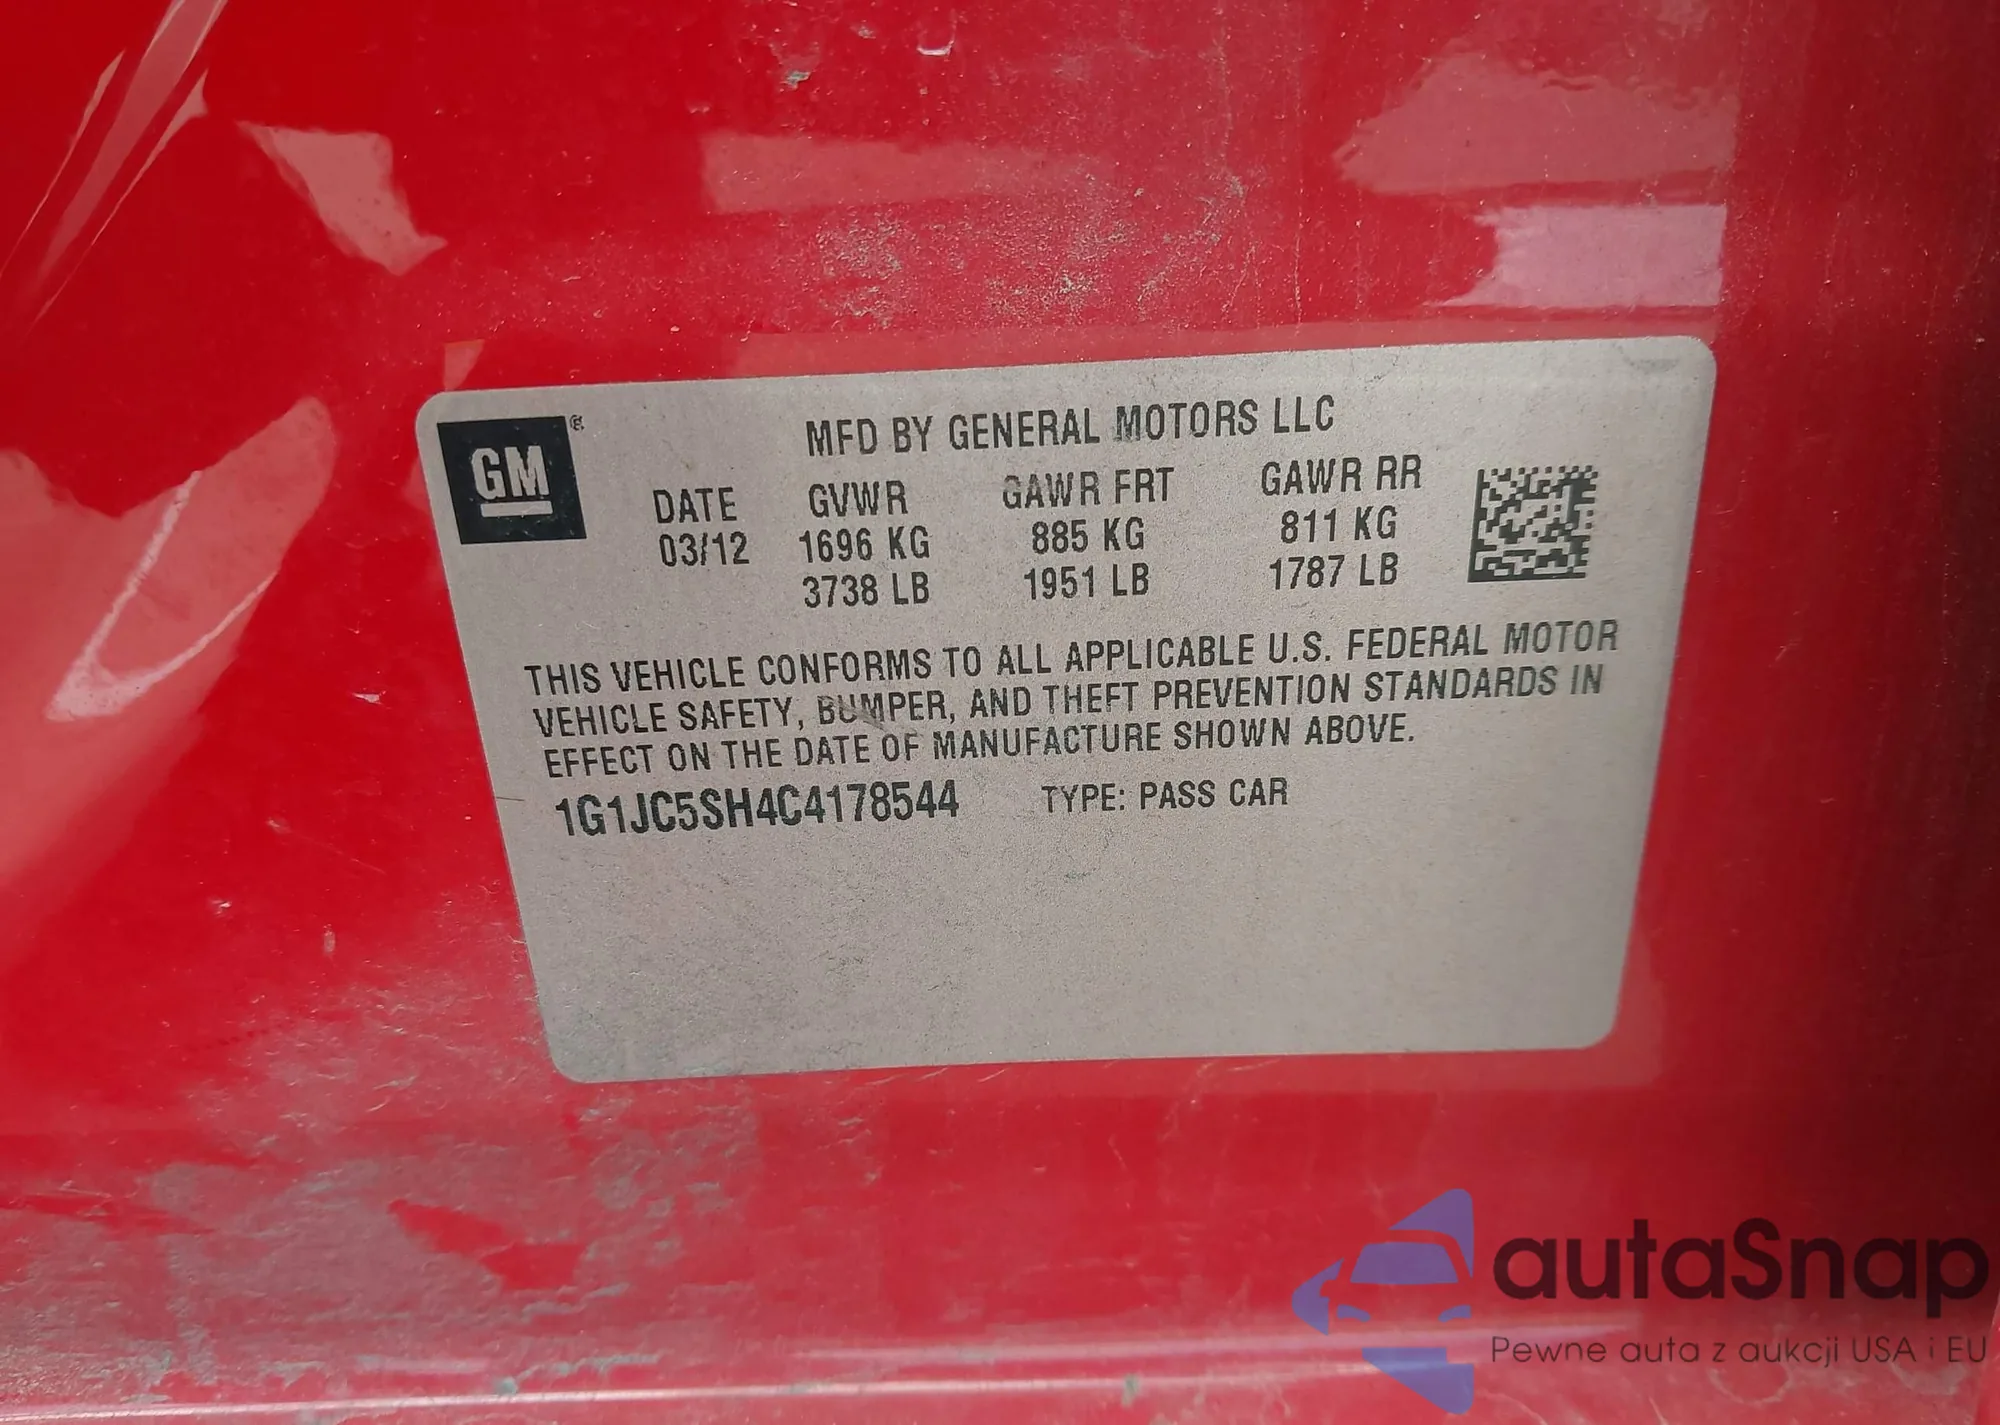 MFD BY GENERAL MOTORS LLC
GM®
DATE GVWR GAWR FRT GAWR RR
03/12 1696 KG 885 KG 811 KG
3738 LB 1951 LB 1787 LB
THIS VEHICLE CONFORMS TO ALL APPLICABLE U.S. FEDERAL MOTOR
VEHICLE SAFETY, BUMPER, AND THEFT PREVENTION STANDARDS IN
EFFECT ON THE DATE OF MANUFACTURE SHOWN ABOVE.
1G1JC5SH4C4178544 TYPE: PASS CAR
autaSnap
Pewne auta z aukcji USA i EU